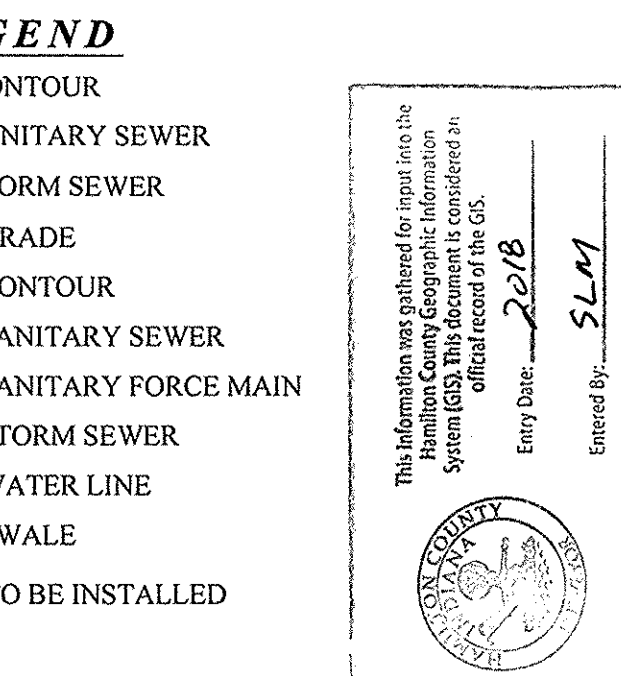 GEND
ONTOUR
NITARY SEWER
ORM SEWER
RADE
ONTOUR
ANITARY SEWER
ANITARY FORCE MAIN
TORM SEWER
WATER LINE
WALE
TO BE INSTALLED
This information was gathered for input into the
Hamilton County Geographic Information
System (GIS). This document is considered an
official record of the GIS.
Entry Date: 2018
Entered By: SLM
HAMILTON COUNTY
INDIANA